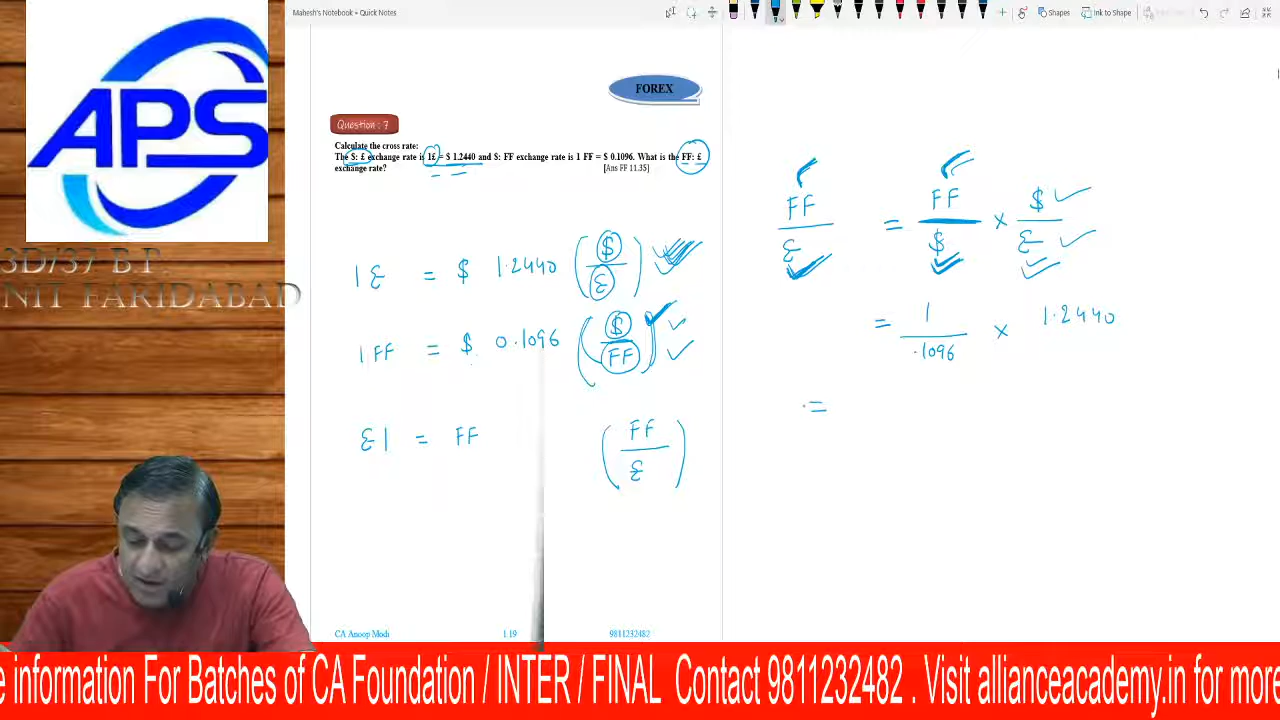 Mahesh's Notebook » Quick Notes
Shapes
Ink to Shape
APS
3D/37 B.P.
NIT FARIDABAD
FOREX
Question : 7
Calculate the cross rate:
The $: £ exchange rate is 1£ = $ 1.2440 and $: FF exchange rate is 1 FF = $ 0.1096. What is the FF: £
exchange rate? [Ans FF 11.35]
1 £ = $ 1.2440 ($/£)
1 FF = $ 0.1096 ($/FF)
£ 1 = FF (FF/£)
FF/£ = FF/$ × $/£
= 1/.1096 × 1.2440
=
CA Anoop Modi 1 19 9811232482
e information For Batches of CA Foundation / INTER / FINAL Contact 9811232482 . Visit allianceacademy.in for more